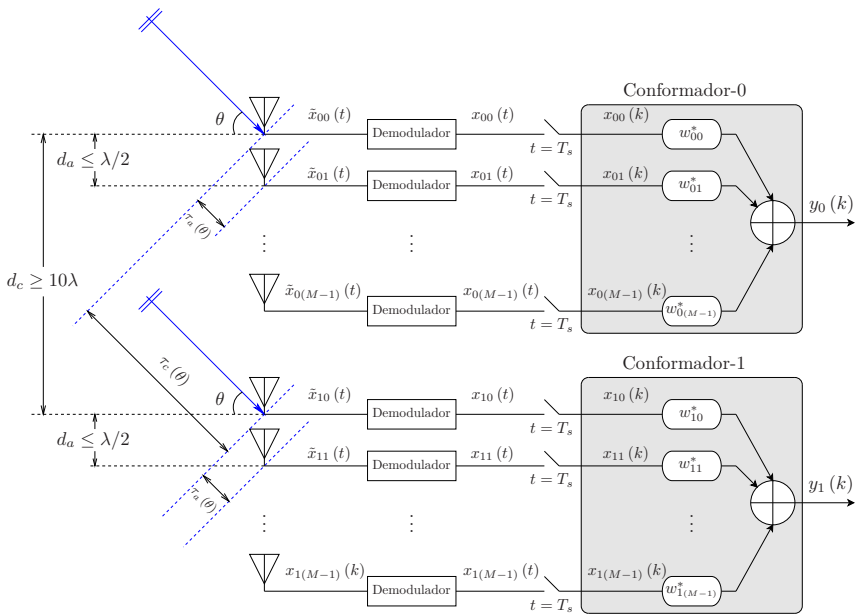 Conformador-0
θ
x̃₀₀(t) Demodulador x₀₀(t) t = Tₛ x₀₀(k) w*₀₀
dₐ ≤ λ/2
x̃₀₁(t) Demodulador x₀₁(t) t = Tₛ x₀₁(k) w*₀₁
y₀(k)
τₐ(θ)
⋮ ⋮ ⋮
d_c ≥ 10λ
x̃₀₍M₋₁₎(t) Demodulador x₀₍M₋₁₎(t) t = Tₛ x₀₍M₋₁₎(k) w*₀₍M₋₁₎
τ_c(θ)
Conformador-1
θ
x̃₁₀(t) Demodulador x₁₀(t) t = Tₛ x₁₀(k) w*₁₀
dₐ ≤ λ/2
x̃₁₁(t) Demodulador x₁₁(t) t = Tₛ x₁₁(k) w*₁₁
y₁(k)
τₐ(θ)
⋮ ⋮ ⋮
x₁₍M₋₁₎(k) Demodulador x₁₍M₋₁₎(t) t = Tₛ x₁₍M₋₁₎(k) w*₁₍M₋₁₎